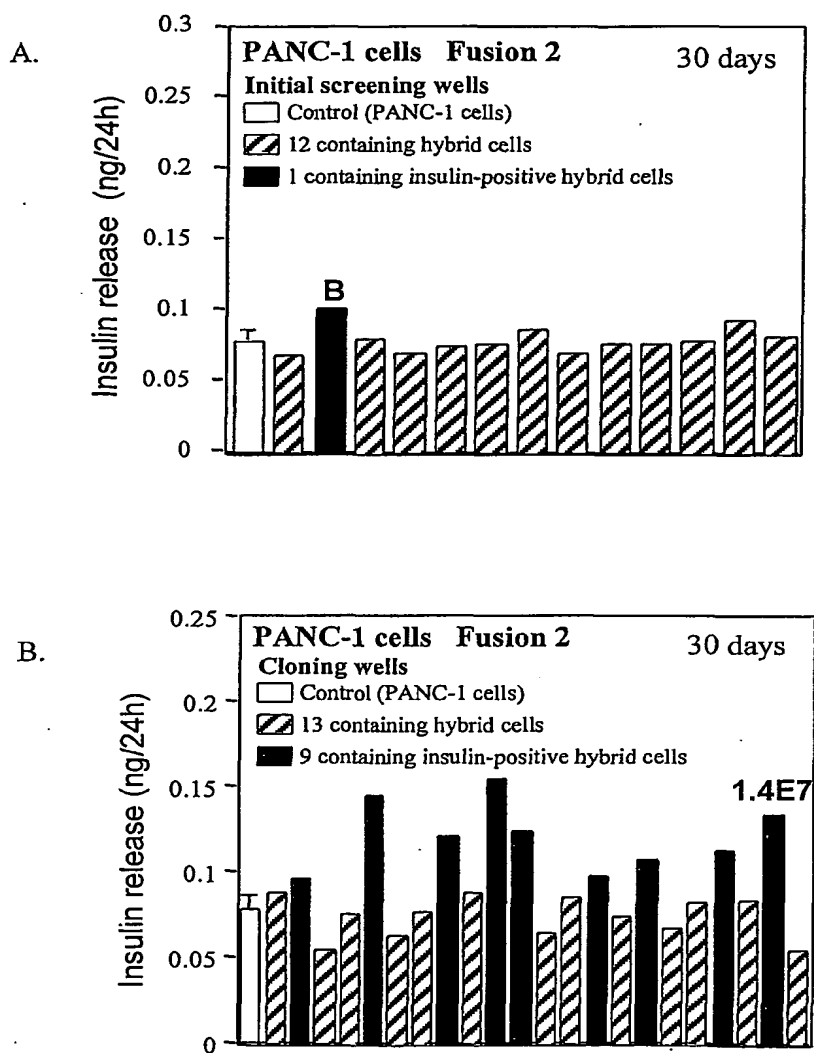 A.
PANC-1 cells Fusion 2
30 days
Initial screening wells
Control (PANC-1 cells)
12 containing hybrid cells
1 containing insulin-positive hybrid cells
Insulin release (ng/24h)
0.3
0.25
0.2
0.15
0.1
0.05
0
B
B.
PANC-1 cells Fusion 2
30 days
Cloning wells
Control (PANC-1 cells)
13 containing hybrid cells
9 containing insulin-positive hybrid cells
Insulin release (ng/24h)
0.25
0.2
0.15
0.1
0.05
0
1.4E7